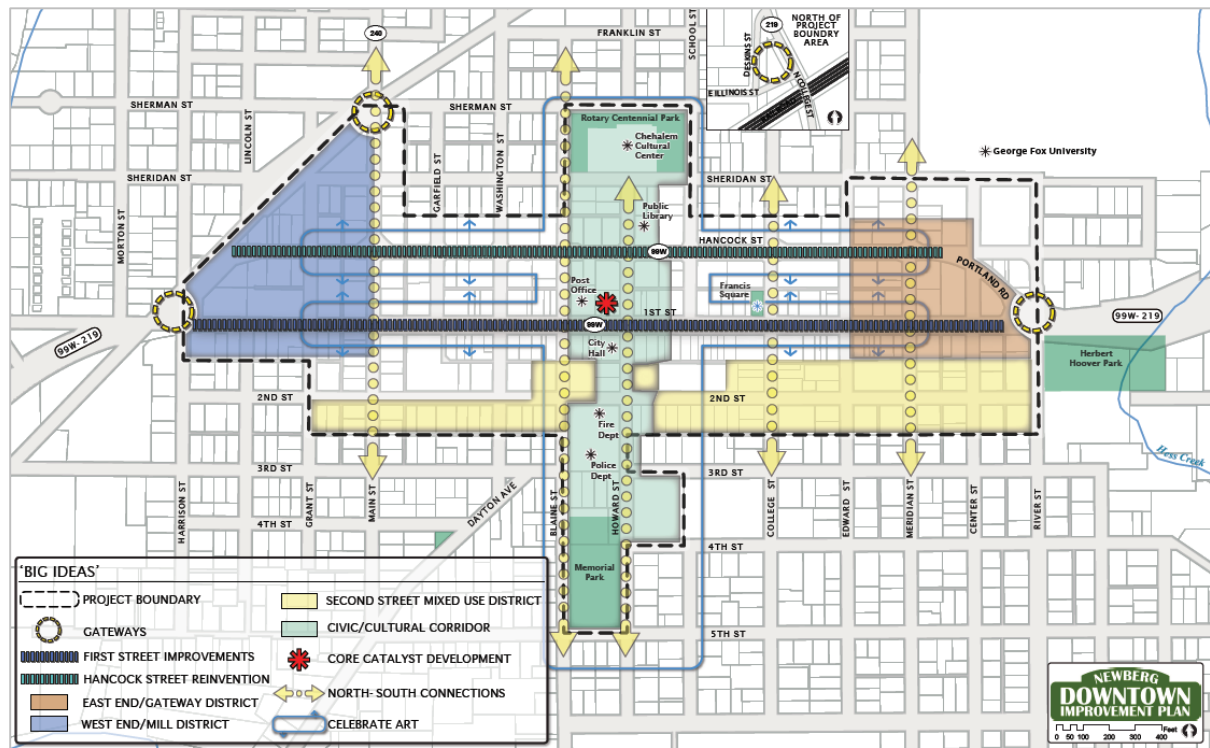 FRANKLIN ST
SCHOOL ST
219
NORTH OF
PROJECT
BOUNDRY
AREA
DESKINS ST
N COLLEGE ST
E ILLINOIS ST
240
SHERMAN ST
SHERMAN ST
Rotary Centennial Park
Chehalem
Cultural
Center
LINCOLN ST
GARFIELD ST
WASHINGTON ST
George Fox University
SHERIDAN ST
SHERIDAN ST
MORTON ST
Public
Library
HANCOCK ST
99W
PORTLAND RD
Post
Office
Francis
Square
1ST ST
99W
99W- 219
99W- 219
City
Hall
Herbert
Hoover Park
2ND ST
2ND ST
Fire
Dept
Police
Dept
Hess Creek
3RD ST
3RD ST
HARRISON ST
GRANT ST
MAIN ST
DAYTON AVE
BLAINE ST
HOWARD ST
COLLEGE ST
EDWARD ST
MERIDIAN ST
CENTER ST
RIVER ST
4TH ST
4TH ST
Memorial
Park
5TH ST
'BIG IDEAS'
PROJECT BOUNDARY
GATEWAYS
FIRST STREET IMPROVEMENTS
HANCOCK STREET REINVENTION
EAST END/GATEWAY DISTRICT
WEST END/MILL DISTRICT
SECOND STREET MIXED USE DISTRICT
CIVIC/CULTURAL CORRIDOR
CORE CATALYST DEVELOPMENT
NORTH- SOUTH CONNECTIONS
CELEBRATE ART
NEWBERG
DOWNTOWN
IMPROVEMENT PLAN
Feet
0 50 100 200 300 400